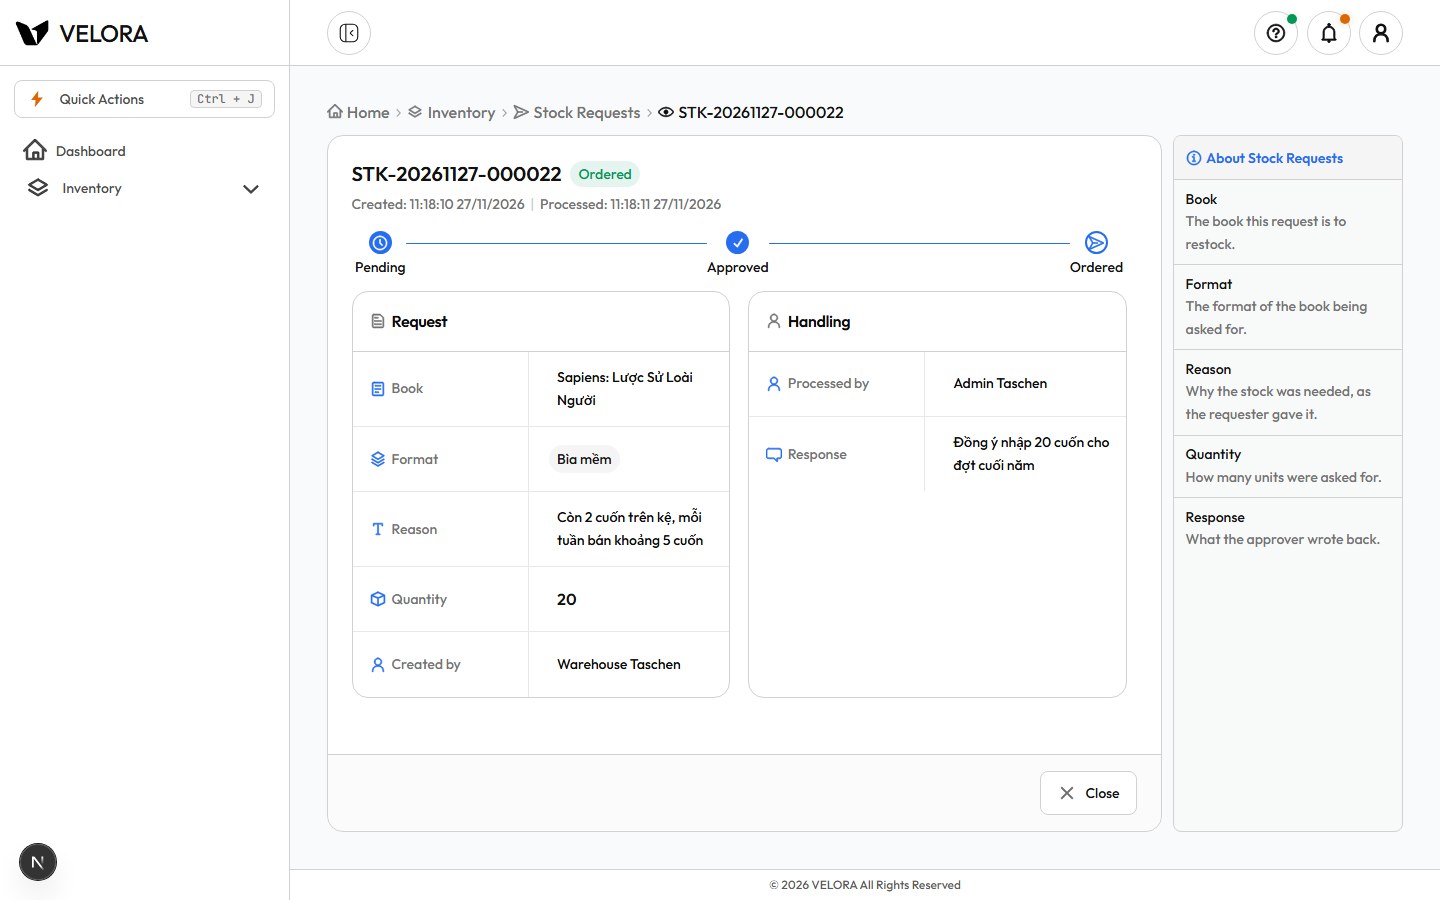 VELORA
Quick Actions
Ctrl + J
Dashboard
Inventory
Home › Inventory › Stock Requests › STK-20261127-000022
STK-20261127-000022 Ordered
Created: 11:18:10 27/11/2026 | Processed: 11:18:11 27/11/2026
Pending
Approved
Ordered
Request
Book
Sapiens: Lược Sử Loài
Người
Format
Bìa mềm
Reason
Còn 2 cuốn trên kệ, mỗi
tuần bán khoảng 5 cuốn
Quantity
20
Created by
Warehouse Taschen
Handling
Processed by
Admin Taschen
Response
Đồng ý nhập 20 cuốn cho
đợt cuối năm
Close
About Stock Requests
Book
The book this request is to
restock.
Format
The format of the book being
asked for.
Reason
Why the stock was needed, as
the requester gave it.
Quantity
How many units were asked for.
Response
What the approver wrote back.
N
© 2026 VELORA All Rights Reserved